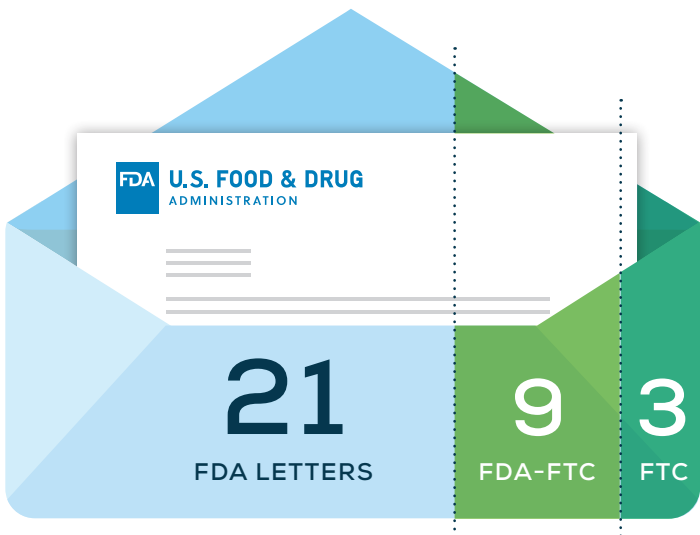 FDA
U.S. FOOD & DRUG
ADMINISTRATION
21
FDA LETTERS
9
FDA-FTC
3
FTC